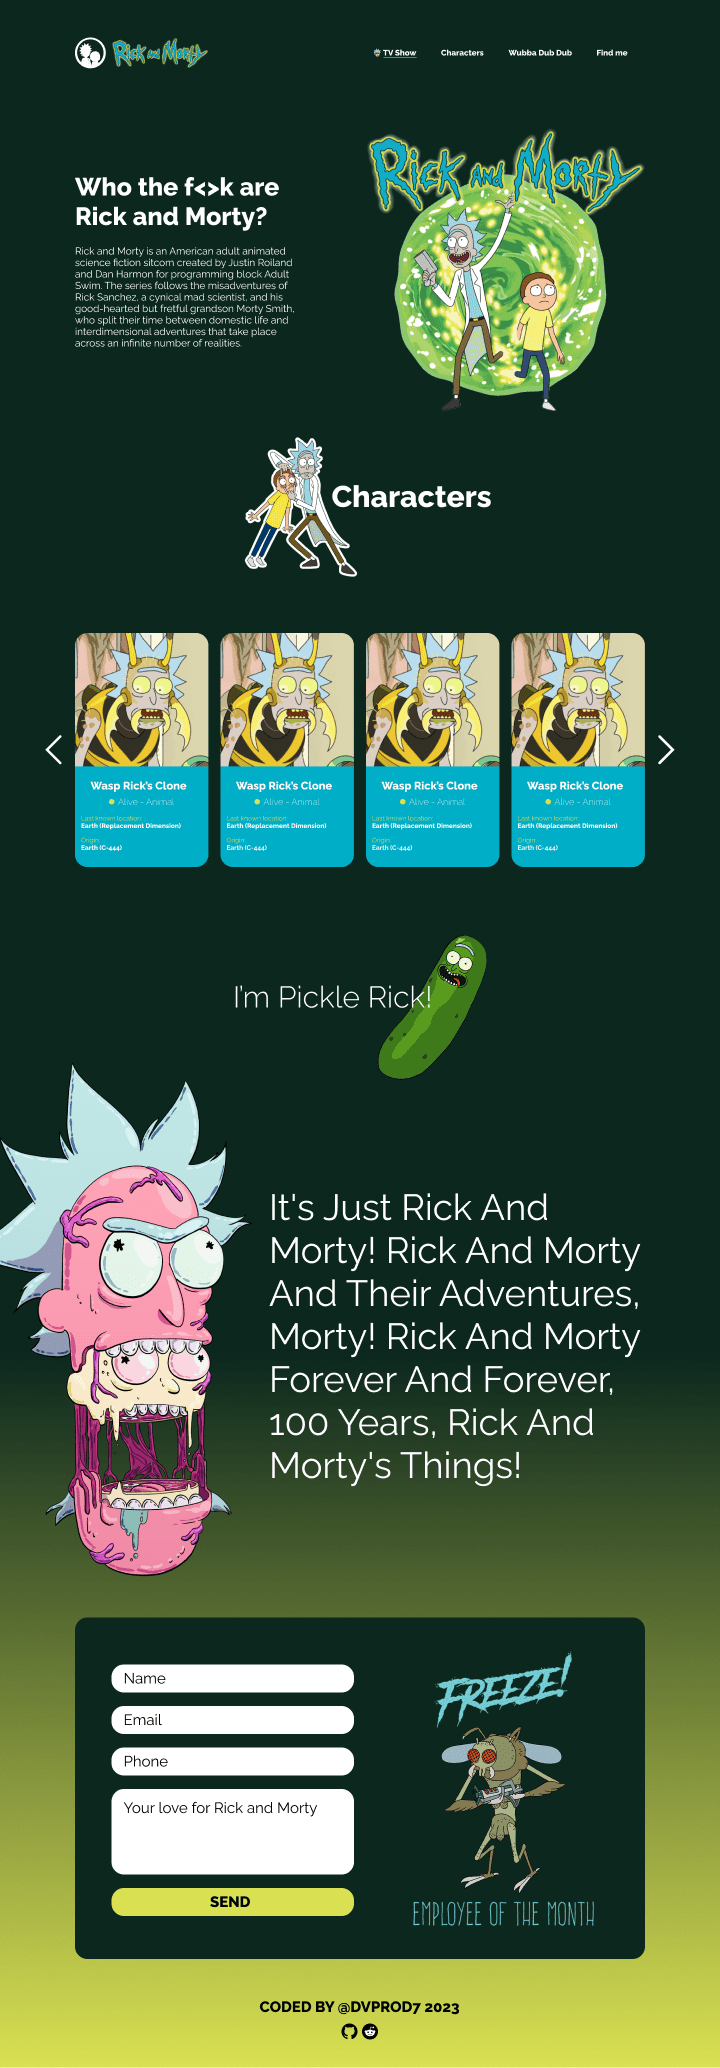 Rick and Morty
TV Show
Characters
Wubba Dub Dub
Find me
Rick and Morty
Who the f<>k are
Rick and Morty?
Rick and Morty is an American adult animated
science fiction sitcom created by Justin Roiland
and Dan Harmon for programming block Adult
Swim. The series follows the misadventures of
Rick Sanchez, a cynical mad scientist, and his
good-hearted but fretful grandson Morty Smith,
who split their time between domestic life and
interdimensional adventures that take place
across an infinite number of realities.
Characters
Wasp Rick's Clone
Alive - Animal
Last known location:
Earth (Replacement Dimension)
Origin
Earth (C-444)
Wasp Rick's Clone
Alive - Animal
Last known location:
Earth (Replacement Dimension)
Origin
Earth (C-444)
Wasp Rick's Clone
Alive - Animal
Last known location:
Earth (Replacement Dimension)
Origin
Earth (C-444)
Wasp Rick's Clone
Alive - Animal
Last known location:
Earth (Replacement Dimension)
Origin
Earth (C-444)
I'm Pickle Rick!
It's Just Rick And
Morty! Rick And Morty
And Their Adventures,
Morty! Rick And Morty
Forever And Forever,
100 Years, Rick And
Morty's Things!
Name
Email
Phone
Your love for Rick and Morty
SEND
FREEZE!
EMPLOYEE OF THE MONTH
CODED BY @DVPROD7 2023